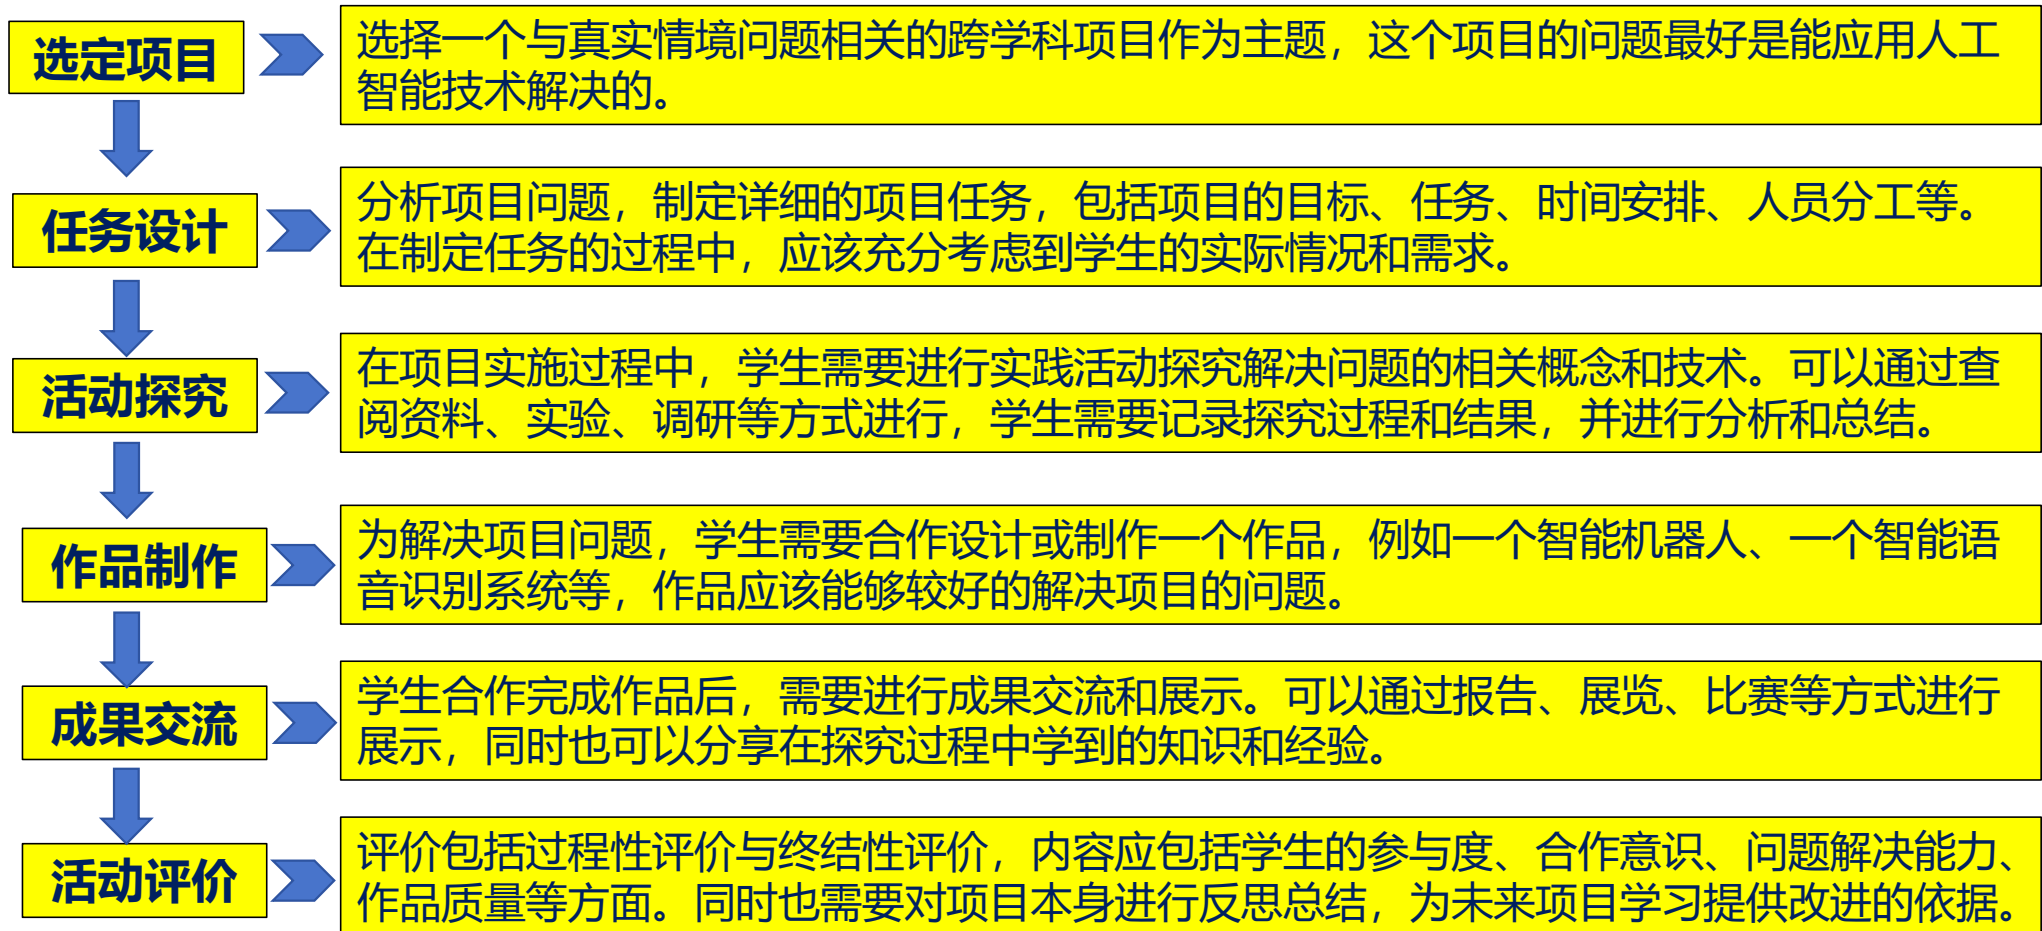 选定项目
选择一个与真实情境问题相关的跨学科项目作为主题，这个项目的问题最好是能应用人工
智能技术解决的。
任务设计
分析项目问题，制定详细的项目任务，包括项目的目标、任务、时间安排、人员分工等。
在制定任务的过程中，应该充分考虑到学生的实际情况和需求。
活动探究
在项目实施过程中，学生需要进行实践活动探究解决问题的相关概念和技术。可以通过查
阅资料、实验、调研等方式进行，学生需要记录探究过程和结果，并进行分析和总结。
作品制作
为解决项目问题，学生需要合作设计或制作一个作品，例如一个智能机器人、一个智能语
音识别系统等，作品应该能够较好的解决项目的问题。
成果交流
学生合作完成作品后，需要进行成果交流和展示。可以通过报告、展览、比赛等方式进行
展示，同时也可以分享在探究过程中学到的知识和经验。
活动评价
评价包括过程性评价与终结性评价，内容应包括学生的参与度、合作意识、问题解决能力、
作品质量等方面。同时也需要对项目本身进行反思总结，为未来项目学习提供改进的依据。